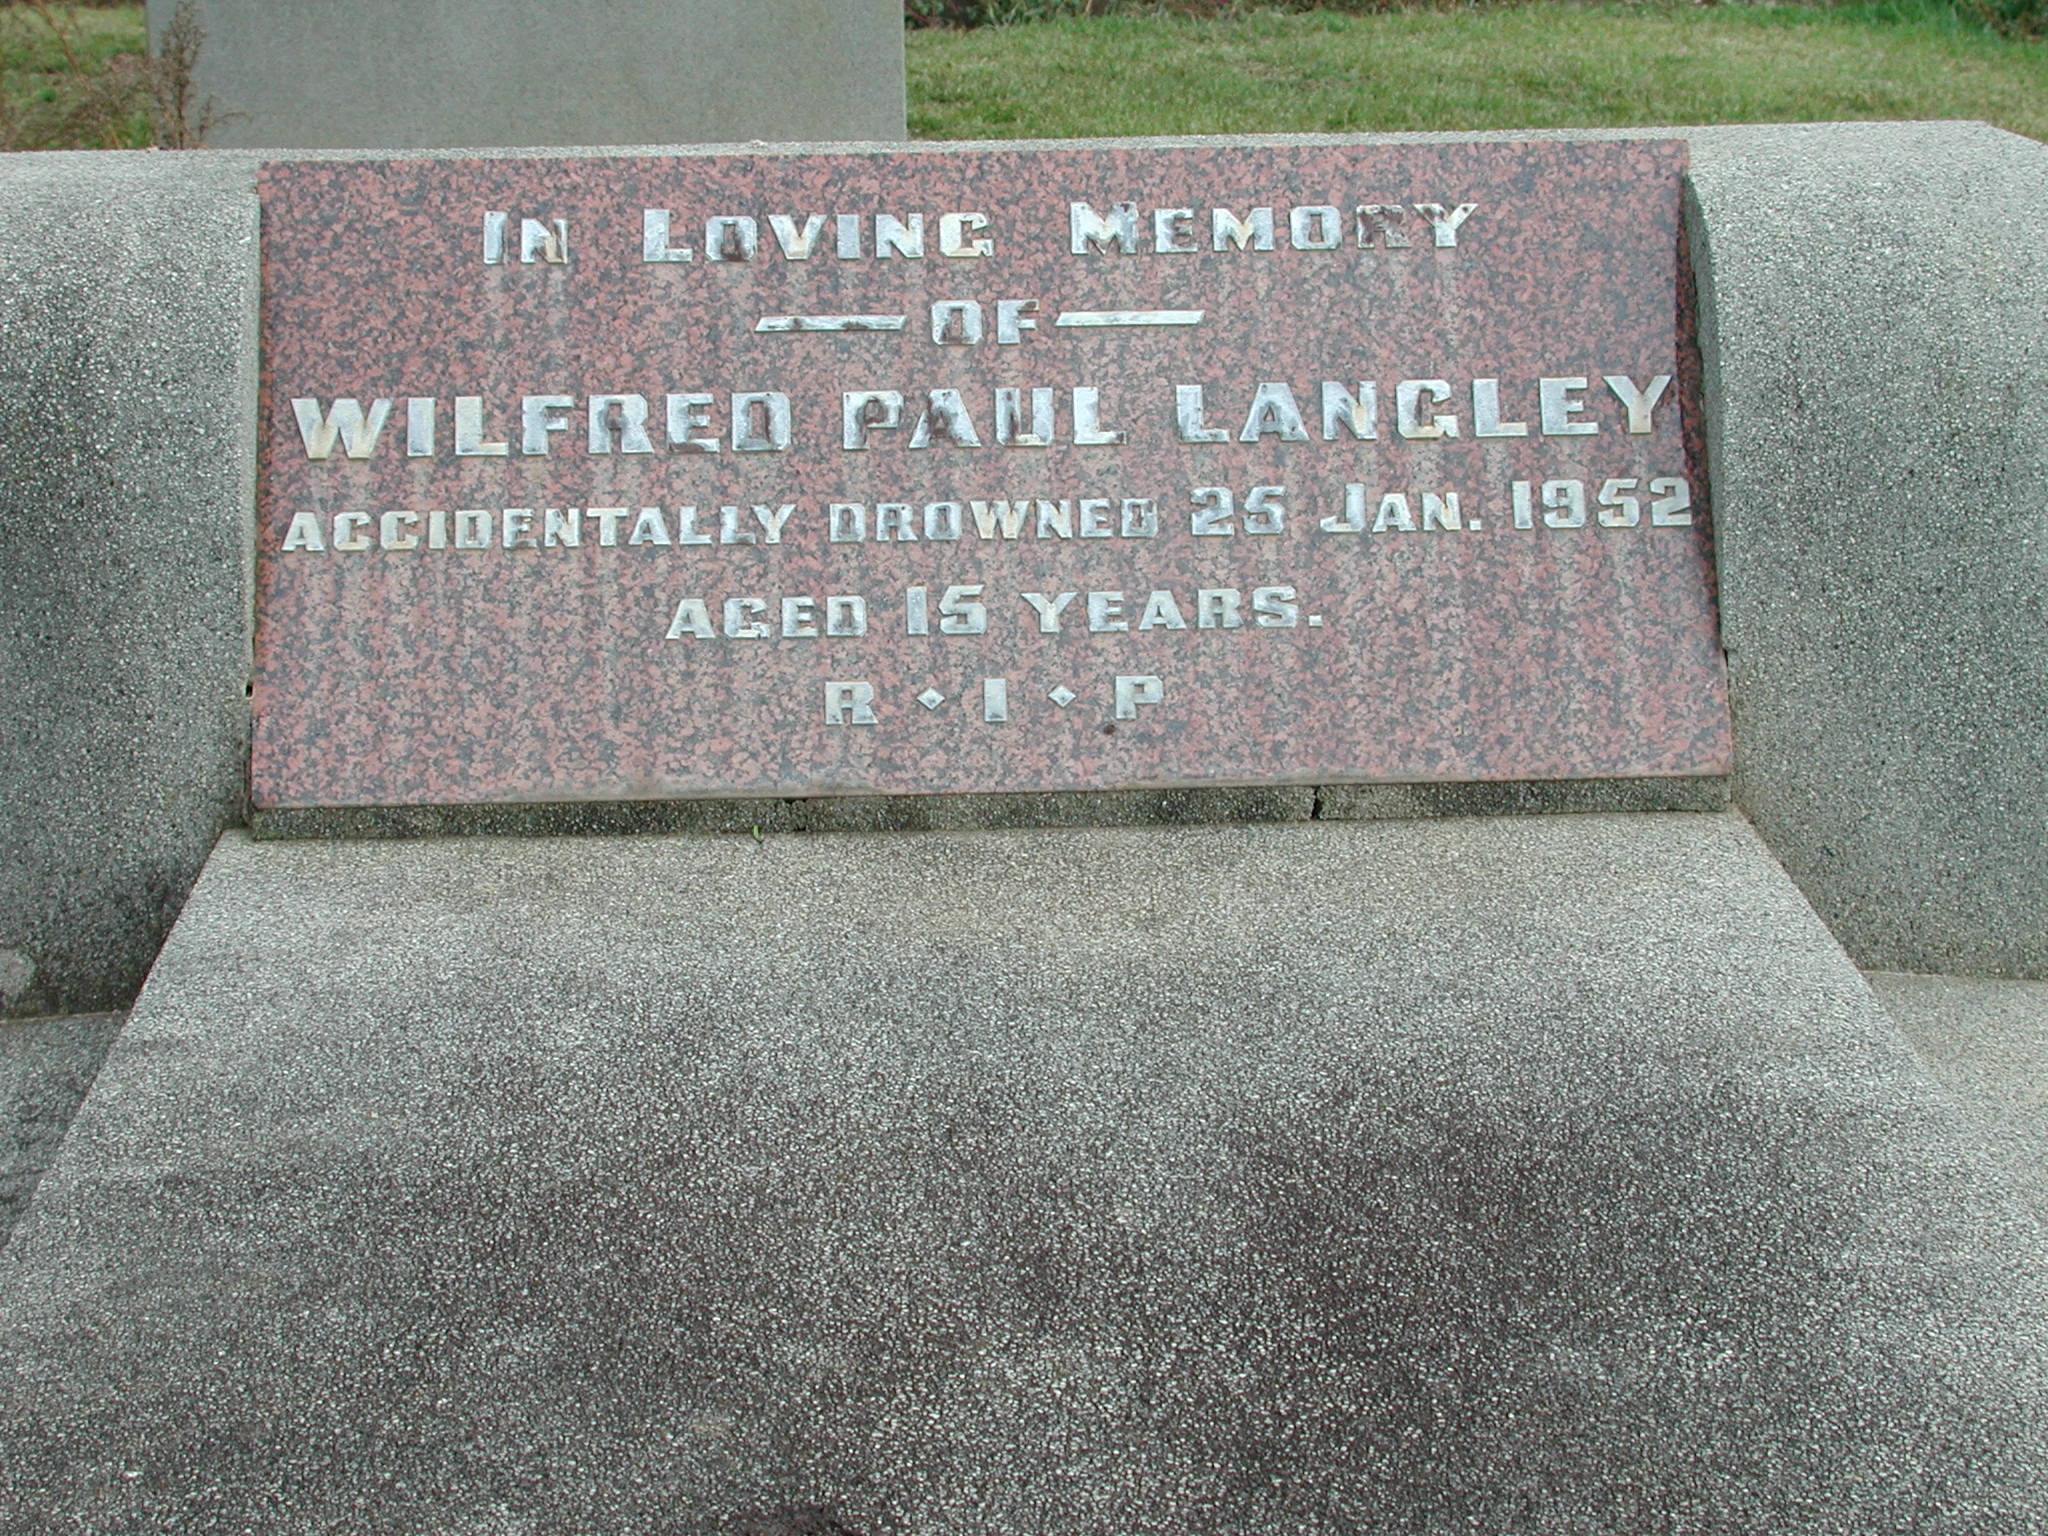 IN LOVING MEMORY
— OF —
WILFRED PAUL LANGLEY
ACCIDENTALLY DROWNED 25 JAN. 1952
AGED 15 YEARS.
R · I · P